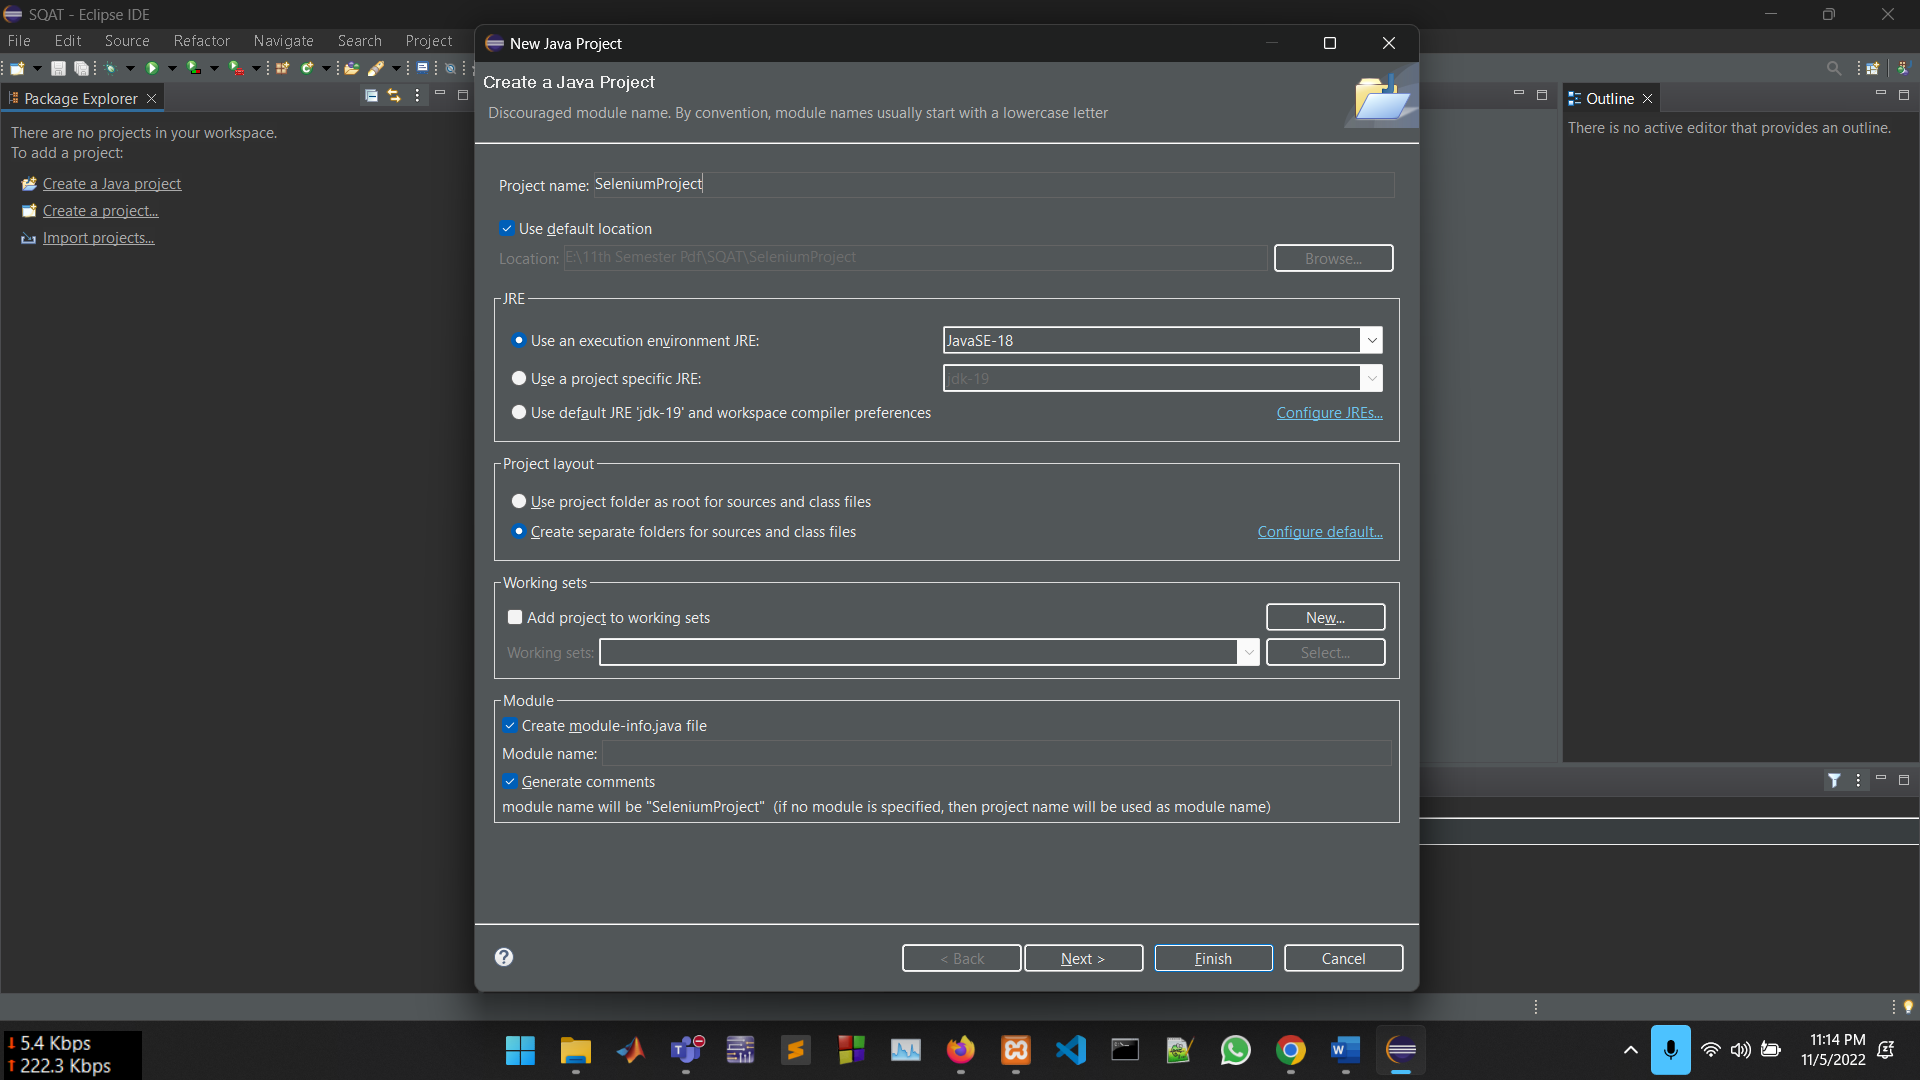 SQAT - Eclipse IDE
File Edit Source Refactor Navigate Search Project
Package Explorer
There are no projects in your workspace.
To add a project:
Create a Java project
Create a project...
Import projects...
New Java Project
Create a Java Project
Discouraged module name. By convention, module names usually start with a lowercase letter
Project name: SeleniumProject
Use default location
Location: E:\11th Semester Pdf\SQAT\SeleniumProject Browse...
JRE
Use an execution environment JRE: JavaSE-18
Use a project specific JRE: jdk-19
Use default JRE 'jdk-19' and workspace compiler preferences Configure JREs...
Project layout
Use project folder as root for sources and class files
Create separate folders for sources and class files Configure default...
Working sets
Add project to working sets New...
Working sets: Select...
Module
Create module-info.java file
Module name:
Generate comments
module name will be "SeleniumProject" (if no module is specified, then project name will be used as module name)
< Back Next > Finish Cancel
Outline
There is no active editor that provides an outline.
5.4 Kbps
222.3 Kbps
11:14 PM
11/5/2022